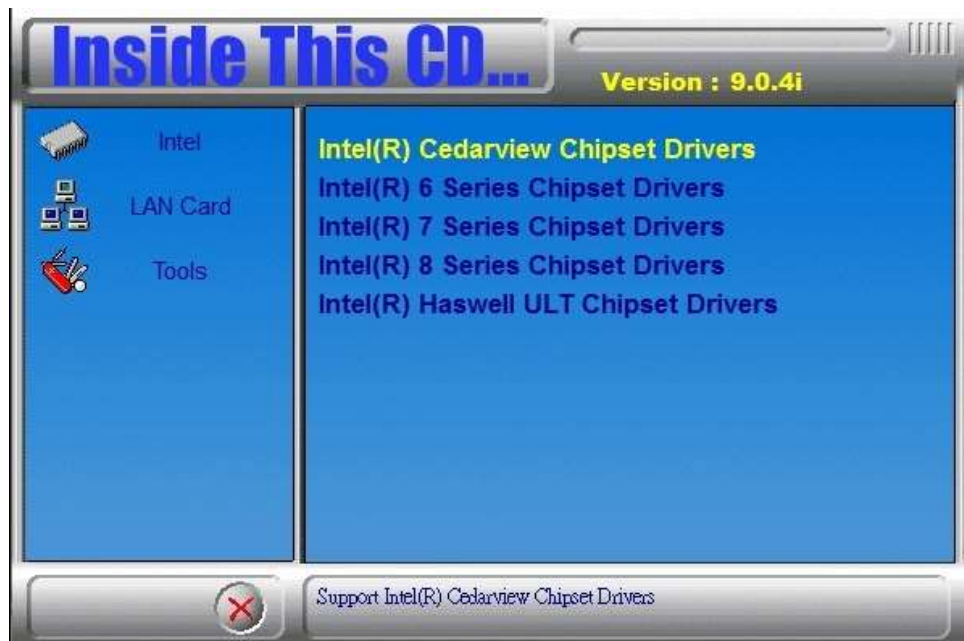 Inside This CD...
Version : 9.0.4i
Intel
LAN Card
Tools
Intel(R) Cedarview Chipset Drivers
Intel(R) 6 Series Chipset Drivers
Intel(R) 7 Series Chipset Drivers
Intel(R) 8 Series Chipset Drivers
Intel(R) Haswell ULT Chipset Drivers
Support Intel(R) Cedarview Chipset Drivers